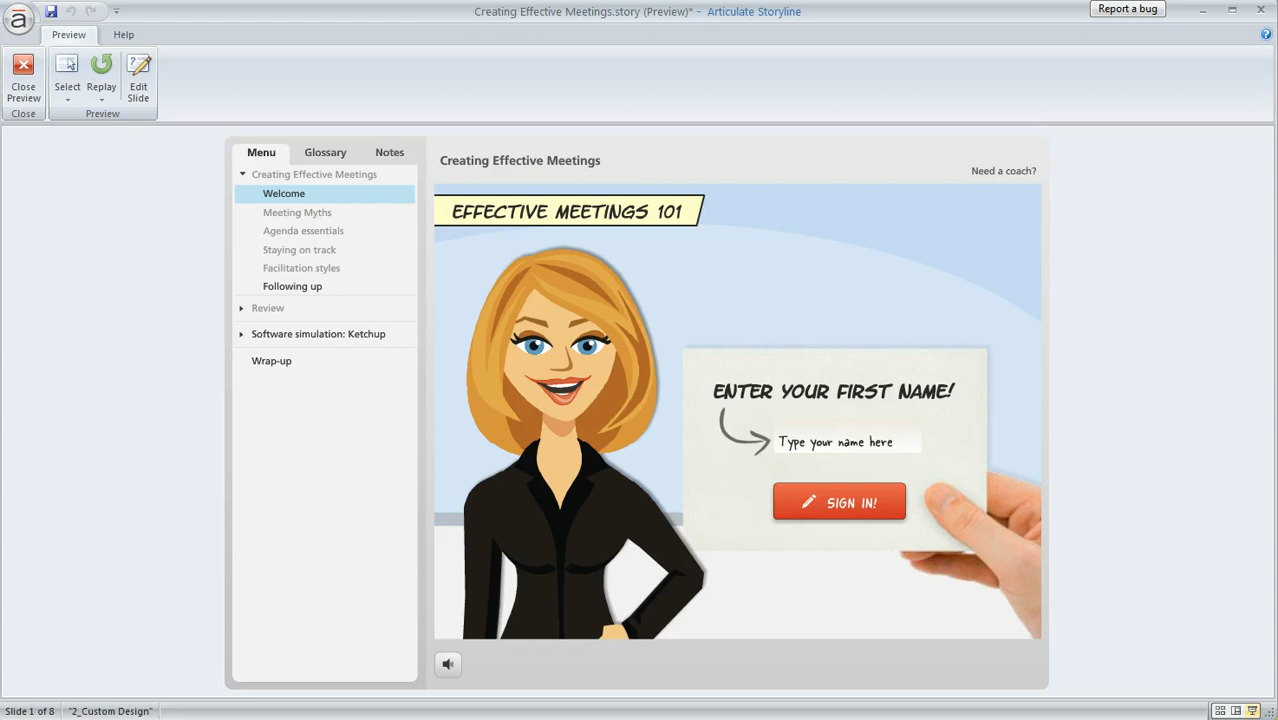 Creating Effective Meetings.story (Preview)* - Articulate Storyline
Report a bug
Preview
Help
Close Preview
Select
Replay
Edit Slide
Close
Preview
Menu
Glossary
Notes
Creating Effective Meetings
Welcome
Meeting Myths
Agenda essentials
Staying on track
Facilitation styles
Following up
Review
Software simulation: Ketchup
Wrap-up
Creating Effective Meetings
Need a coach?
EFFECTIVE MEETINGS 101
ENTER YOUR FIRST NAME!
Type your name here
SIGN IN!
Slide 1 of 8
"2_Custom Design"